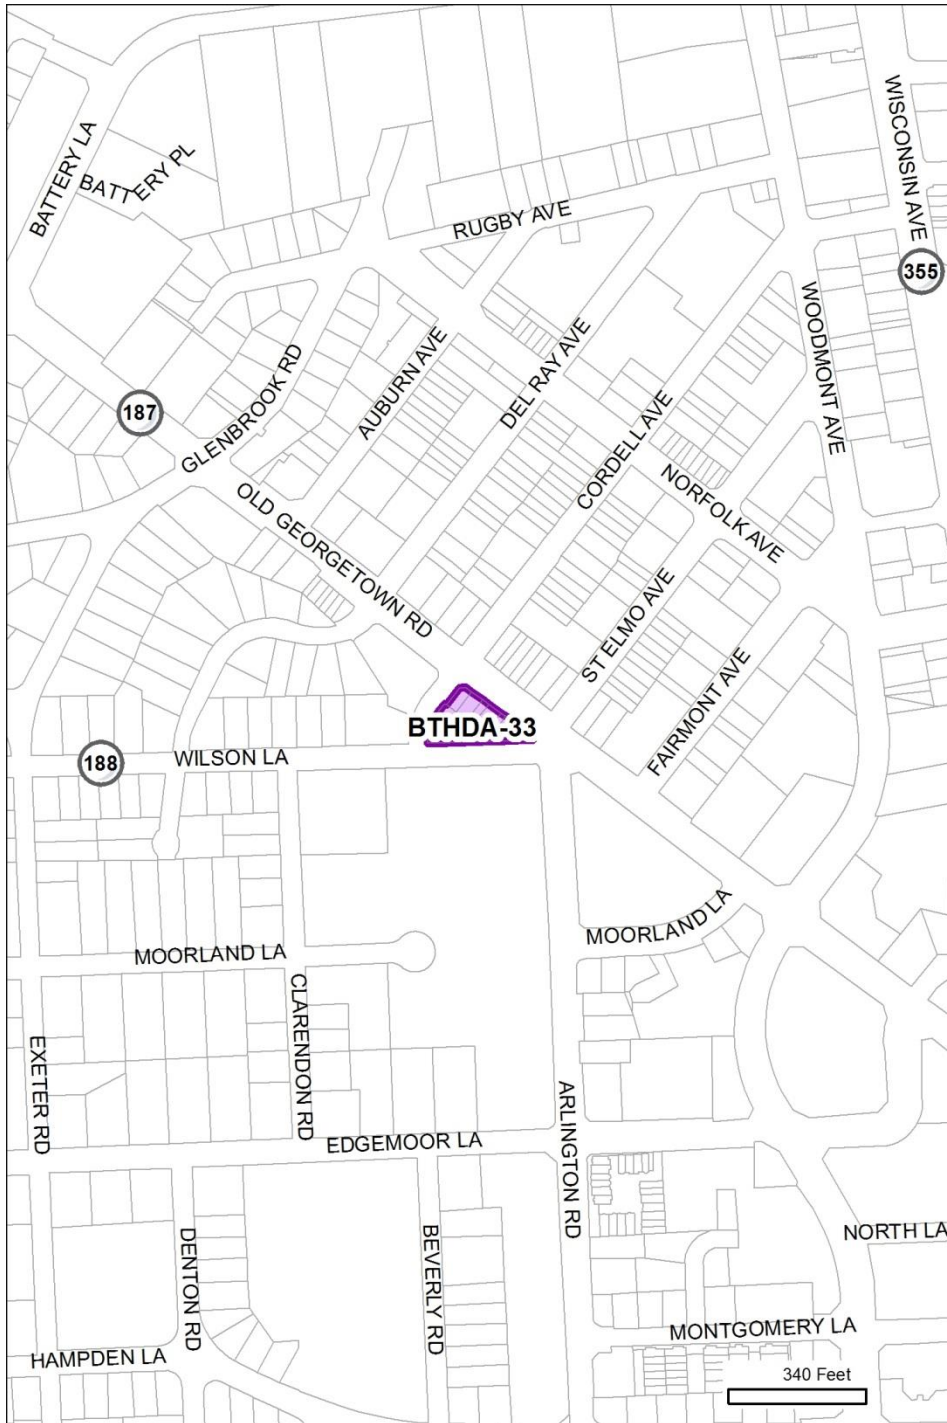 BATTERY LA
BATTERY PL
WISCONSIN AVE
RUGBY AVE
355
WOODMONT AVE
AUBURN AVE
DEL RAY AVE
GLENBROOK RD
187
CORDELL AVE
NORFOLK AVE
OLD GEORGETOWN RD
ST ELMO AVE
FAIRMONT AVE
BTHDA-33
188
WILSON LA
MOORLAND LA
MOORLAND LA
CLARENDON RD
EXETER RD
ARLINGTON RD
EDGEMOOR LA
DENTON RD
BEVERLY RD
NORTH LA
MONTGOMERY LA
HAMPDEN LA
340 Feet